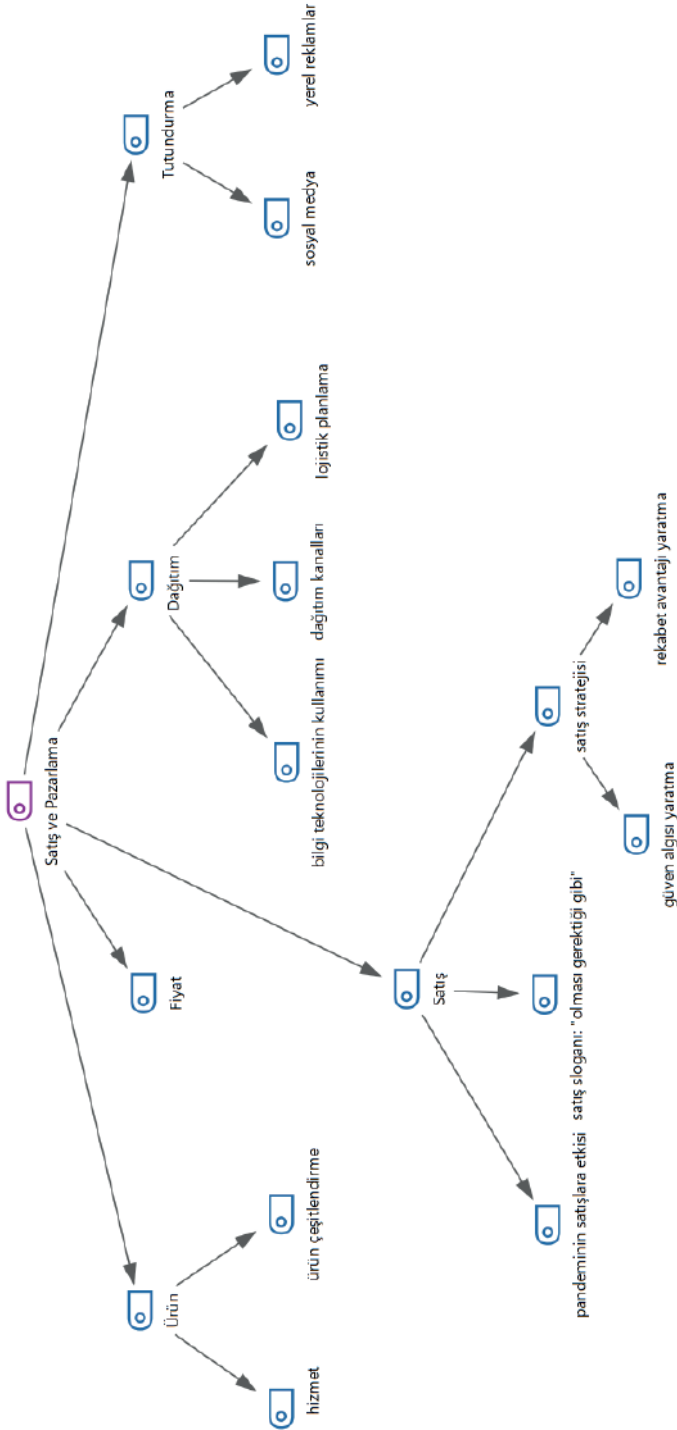 Satış ve Pazarlama
Ürün
Fiyat
Dağıtım
Tutundurma
hizmet
ürün çeşitlendirme
bilgi teknolojilerinin kullanımı
dağıtım kanalları
lojistik planlama
sosyal medya
yerel reklamlar
Satış
pandeminin satışlara etkisi
satış sloganı: "olması gerektiği gibi"
satış stratejisi
güven algısı yaratma
rekabet avantajı yaratma